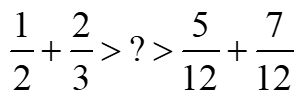 1/2 + 2/3 > ? > 5/12 + 7/12